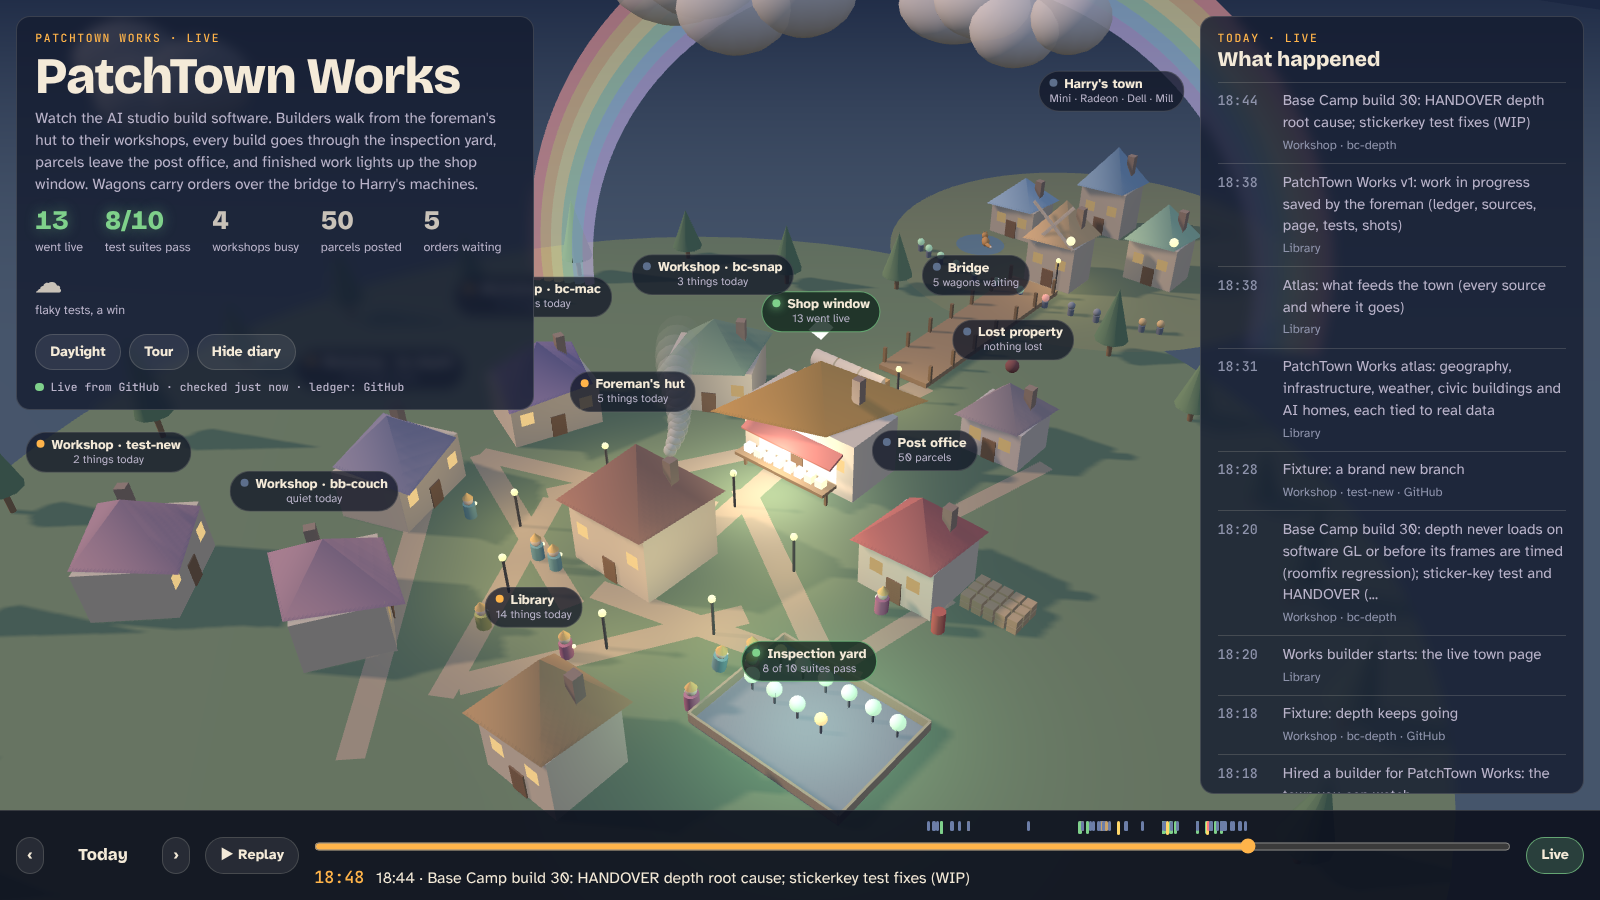 PATCHTOWN WORKS · LIVE
PatchTown Works
Watch the AI studio build software. Builders walk from the foreman's
hut to their workshops, every build goes through the inspection yard,
parcels leave the post office, and finished work lights up the shop
window. Wagons carry orders over the bridge to Harry's machines.
13 8/10 4 50 5
went live test suites pass workshops busy parcels posted orders waiting
flaky tests, a win
Daylight Tour Hide diary
Live from GitHub · checked just now · ledger: GitHub
Harry's town
Mini · Radeon · Dell · Mill
Workshop · bc-snap
3 things today
Bridge
5 wagons waiting
p · bc-mac
s today
Shop window
13 went live
Lost property
nothing lost
Foreman's hut
5 things today
Workshop · test-new
2 things today
Post office
50 parcels
Workshop · bb-couch
quiet today
Library
14 things today
Inspection yard
8 of 10 suites pass
TODAY · LIVE
What happened
18:44 Base Camp build 30: HANDOVER depth
root cause; stickerkey test fixes (WIP)
Workshop · bc-depth
18:38 PatchTown Works v1: work in progress
saved by the foreman (ledger, sources,
page, tests, shots)
Library
18:38 Atlas: what feeds the town (every source
and where it goes)
Library
18:31 PatchTown Works atlas: geography,
infrastructure, weather, civic buildings and
AI homes, each tied to real data
Library
18:28 Fixture: a brand new branch
Workshop · test-new · GitHub
18:20 Base Camp build 30: depth never loads on
software GL or before its frames are timed
(roomfix regression); sticker-key test and
HANDOVER (...
Workshop · bc-depth
18:20 Works builder starts: the live town page
Library
18:18 Fixture: depth keeps going
Workshop · bc-depth · GitHub
18:18 Hired a builder for PatchTown Works: the
‹ Today › ▶ Replay
18:48 18:44 · Base Camp build 30: HANDOVER depth root cause; stickerkey test fixes (WIP)
Live